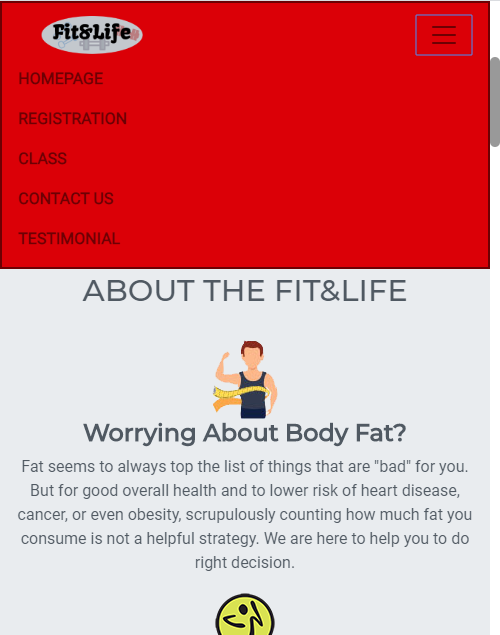 Fit&Life
HOMEPAGE
REGISTRATION
CLASS
CONTACT US
TESTIMONIAL
ABOUT THE FIT&LIFE
Worrying About Body Fat?
Fat seems to always top the list of things that are "bad" for you.
But for good overall health and to lower risk of heart disease,
cancer, or even obesity, scrupulously counting how much fat you
consume is not a helpful strategy. We are here to help you to do
right decision.